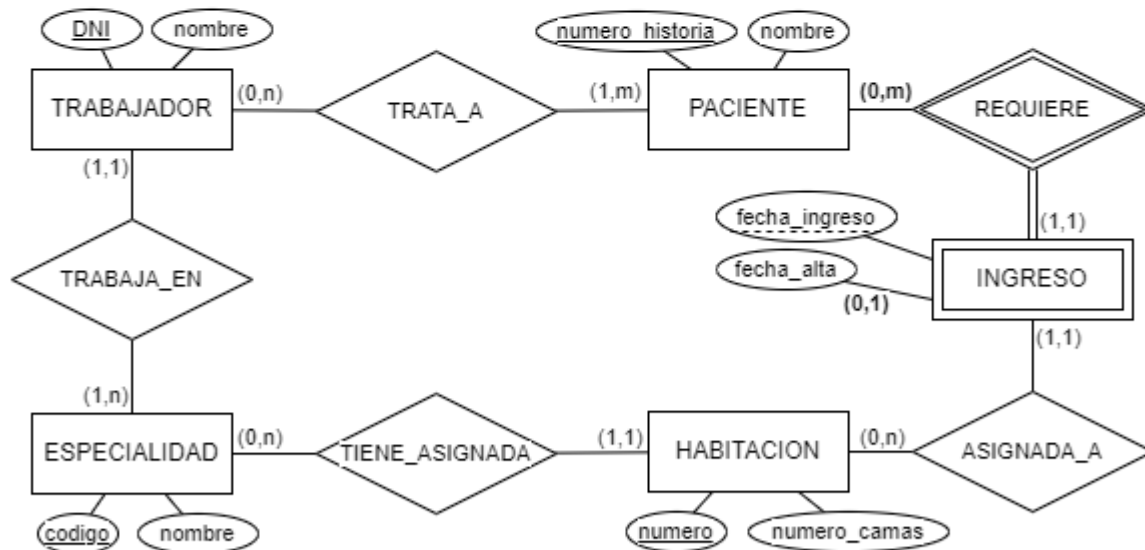 DNI
nombre
numero_historia
nombre
TRABAJADOR
(0,n)
TRATA_A
(1,m)
PACIENTE
(0,m)
REQUIERE
(1,1)
fecha_ingreso
(1,1)
TRABAJA_EN
fecha_alta
(0,1)
INGRESO
(1,1)
(1,n)
ESPECIALIDAD
(0,n)
TIENE_ASIGNADA
(1,1)
HABITACION
(0,n)
ASIGNADA_A
codigo
nombre
numero
numero_camas